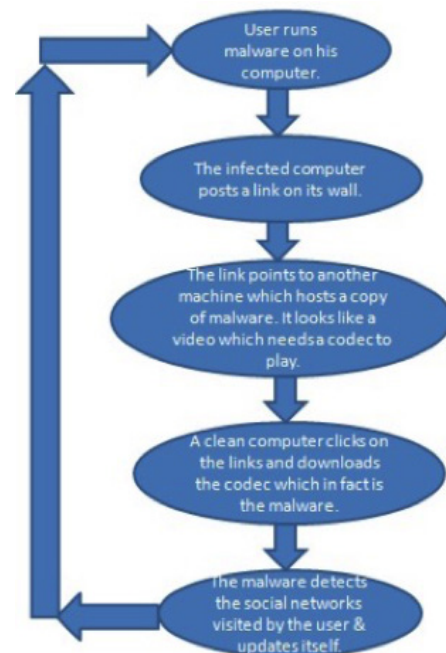 User runs
malware on his
computer.
The infected computer
posts a link on its wall.
The link points to another
machine which hosts a copy
of malware. It looks like a
video which needs a codec to
play.
A clean computer clicks on
the links and downloads
the codec which in fact is
the malware.
The malware detects
the social networks
visited by the user &
updates itself.